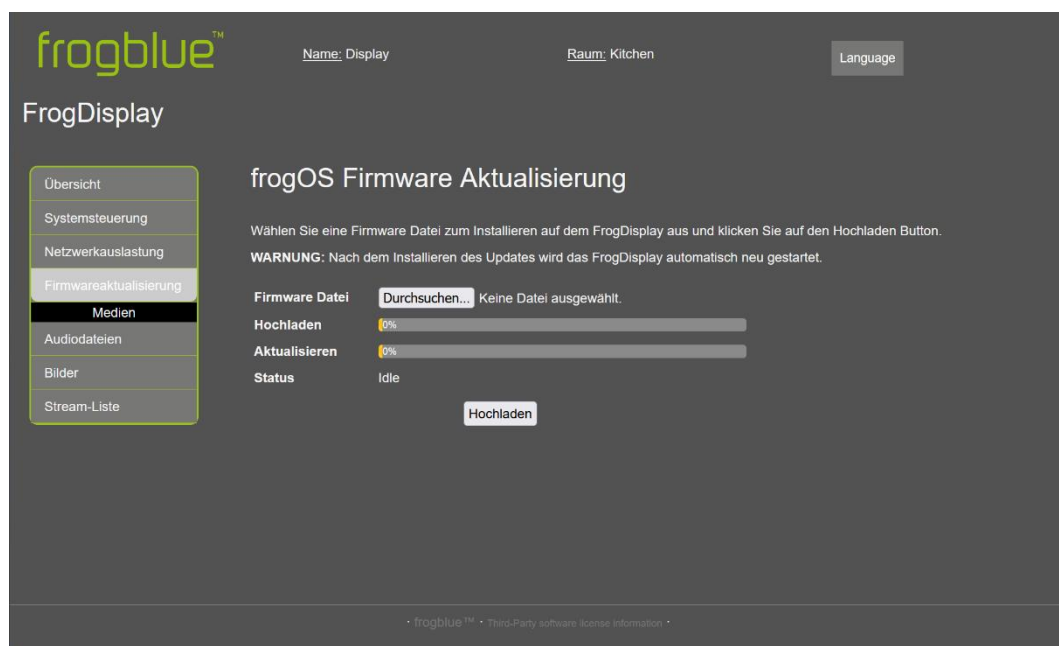 frogblue™
Name: Display
Raum: Kitchen
Language
FrogDisplay
Übersicht
Systemsteuerung
Netzwerkauslastung
Firmwareaktualisierung
Medien
Audiodateien
Bilder
Stream-Liste
frogOS Firmware Aktualisierung
Wählen Sie eine Firmware Datei zum Installieren auf dem FrogDisplay aus und klicken Sie auf den Hochladen Button.
WARNUNG: Nach dem Installieren des Updates wird das FrogDisplay automatisch neu gestartet.
Firmware Datei Durchsuchen... Keine Datei ausgewählt.
Hochladen 0%
Aktualisieren 0%
Status Idle
Hochladen
· frogblue™ · Third-Party software license information ·